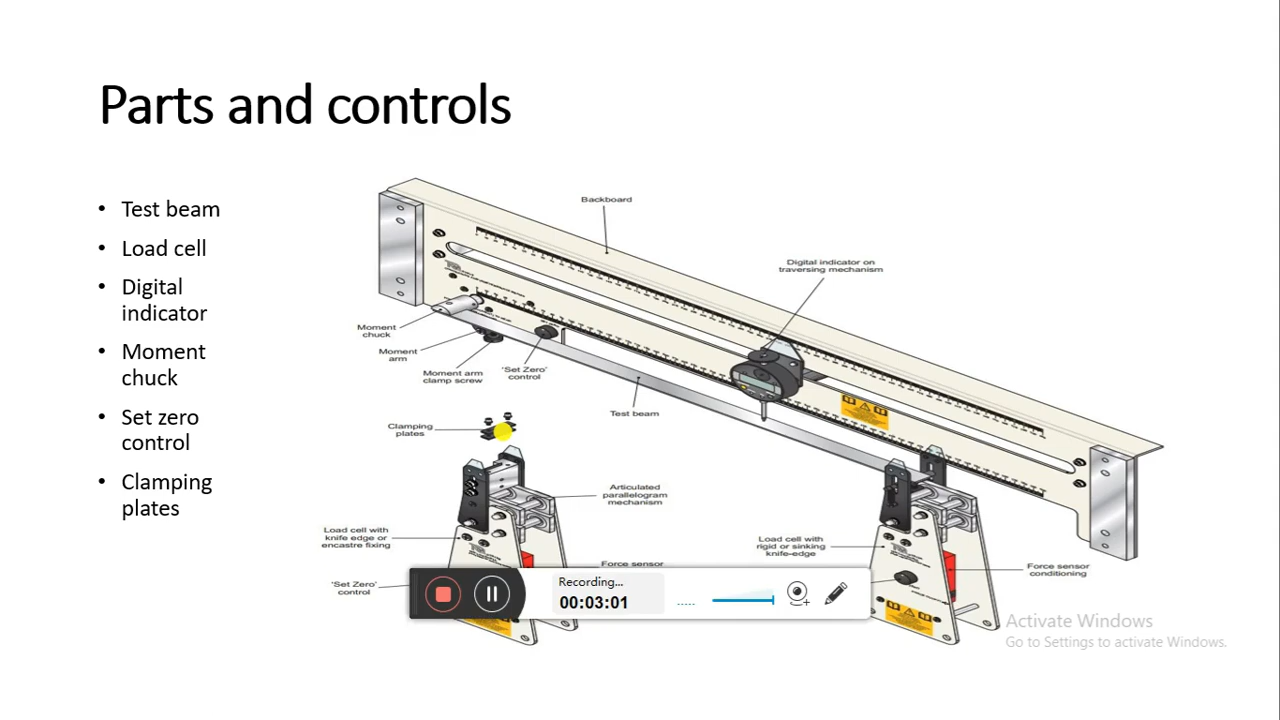 Parts and controls
• Test beam
• Load cell
• Digital
indicator
• Moment
chuck
• Set zero
control
• Clamping
plates
Backboard
Digital indicator on
traversing mechanism
Moment
chuck
Moment
arm
Moment arm
clamp screw
'Set Zero'
control
Test beam
Clamping
plates
Articulated
parallelogram
mechanism
Load cell with
knife edge or
encastre fixing
Force sensor
'Set Zero'
control
Load cell with
rigid or sinking
knife-edge
Force sensor
conditioning
Recording...
00:03:01
Activate Windows
Go to Settings to activate Windows.